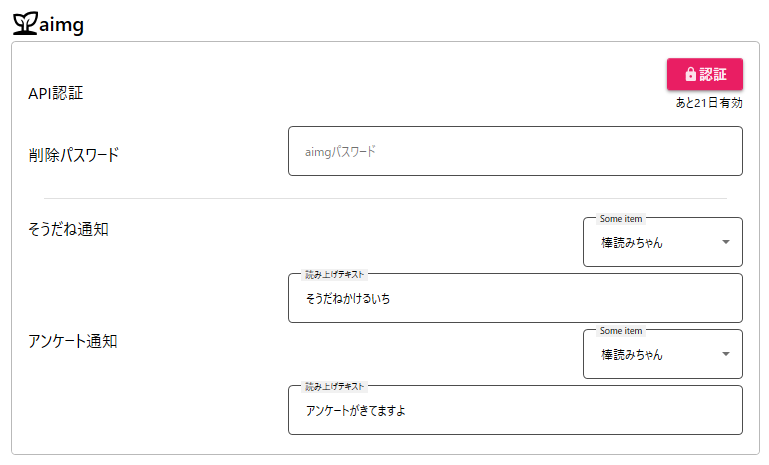 aimg
認証
API認証
あと21日有効
削除パスワード
aimgパスワード
そうだね通知
Some item
棒読みちゃん
読み上げテキスト
そうだねかけるいち
アンケート通知
Some item
棒読みちゃん
読み上げテキスト
アンケートがきてますよ